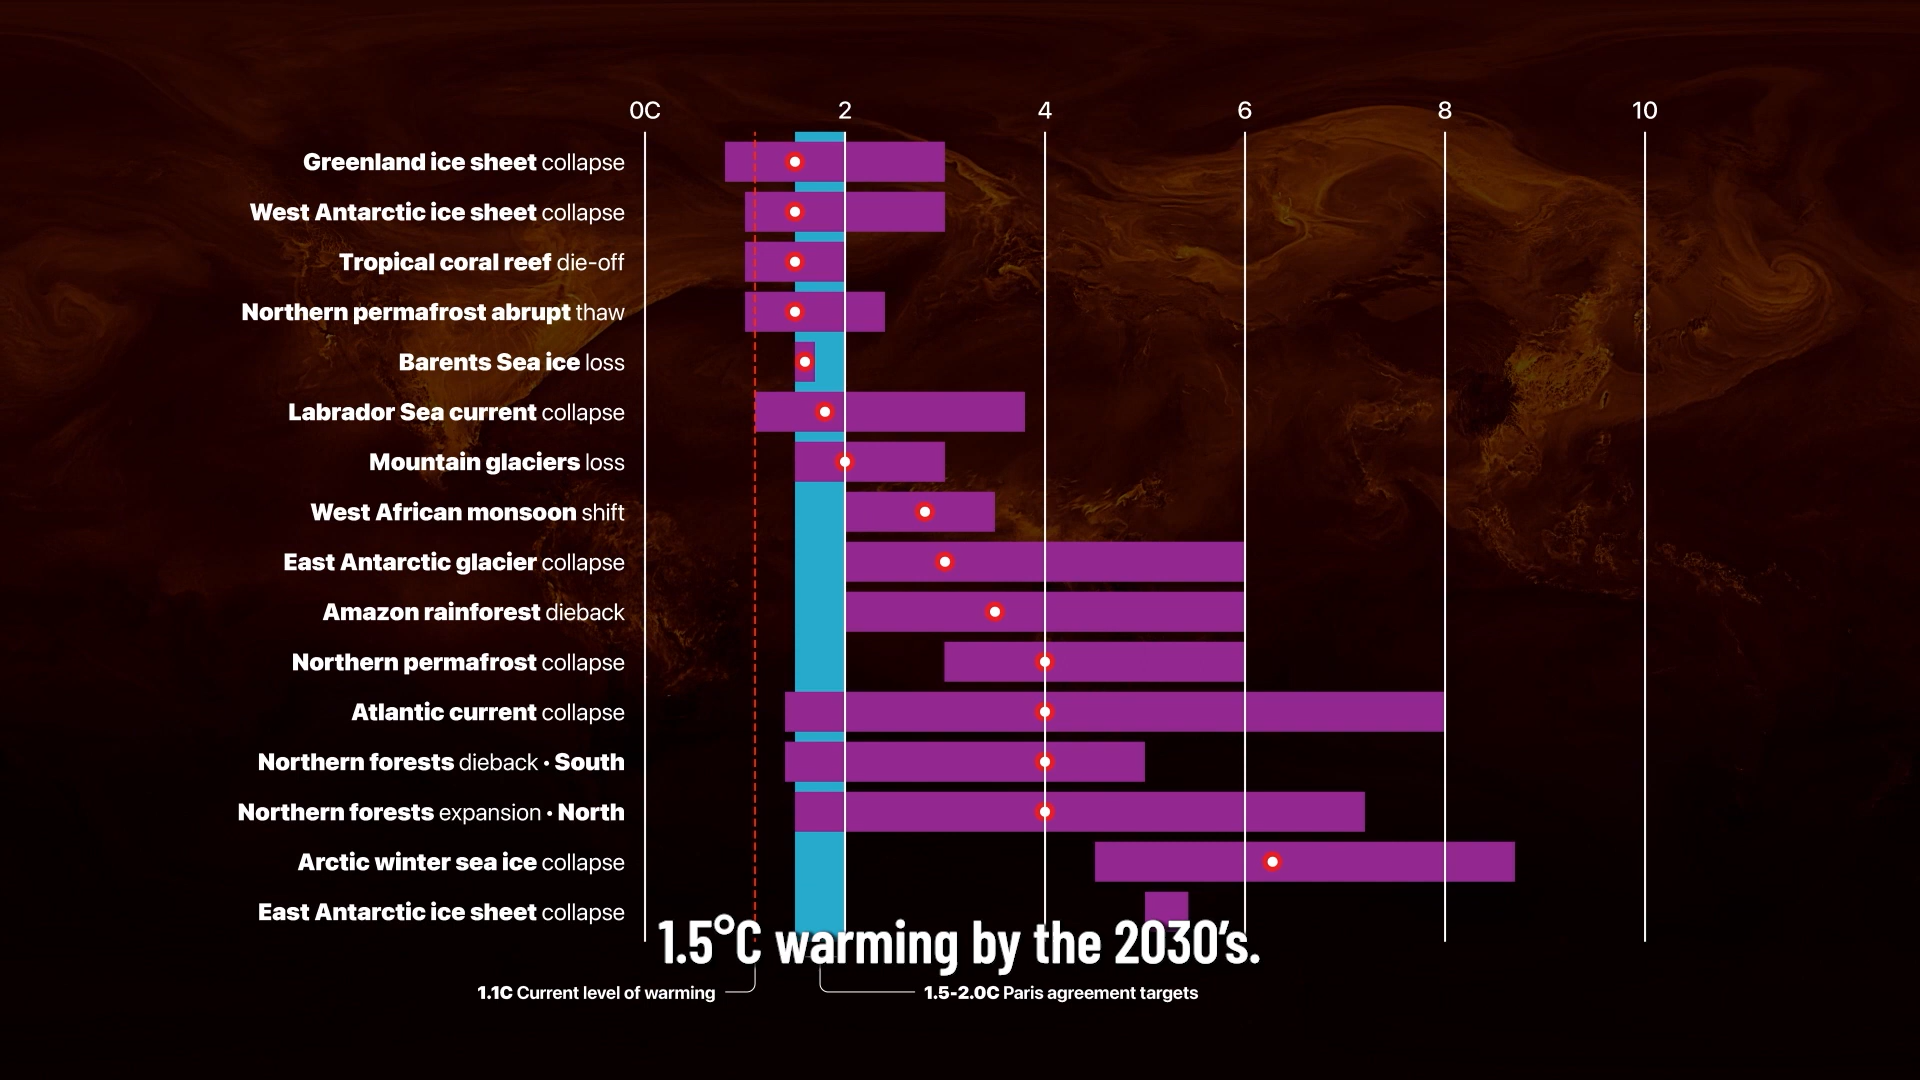 0C 2 4 6 8 10
Greenland ice sheet collapse
West Antarctic ice sheet collapse
Tropical coral reef die-off
Northern permafrost abrupt thaw
Barents Sea ice loss
Labrador Sea current collapse
Mountain glaciers loss
West African monsoon shift
East Antarctic glacier collapse
Amazon rainforest dieback
Northern permafrost collapse
Atlantic current collapse
Northern forests dieback • South
Northern forests expansion • North
Arctic winter sea ice collapse
East Antarctic ice sheet collapse
1.5°C warming by the 2030's.
1.1C Current level of warming
1.5-2.0C Paris agreement targets